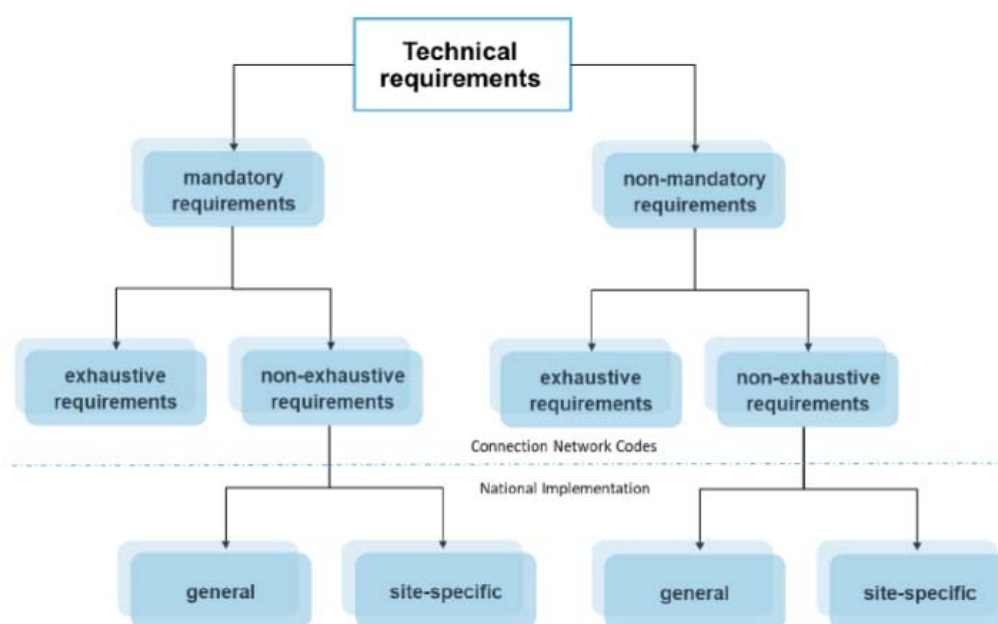 Technical
requirements
mandatory
requirements
non-mandatory
requirements
exhaustive
requirements
non-exhaustive
requirements
exhaustive
requirements
non-exhaustive
requirements
Connection Network Codes
National Implementation
general
site-specific
general
site-specific